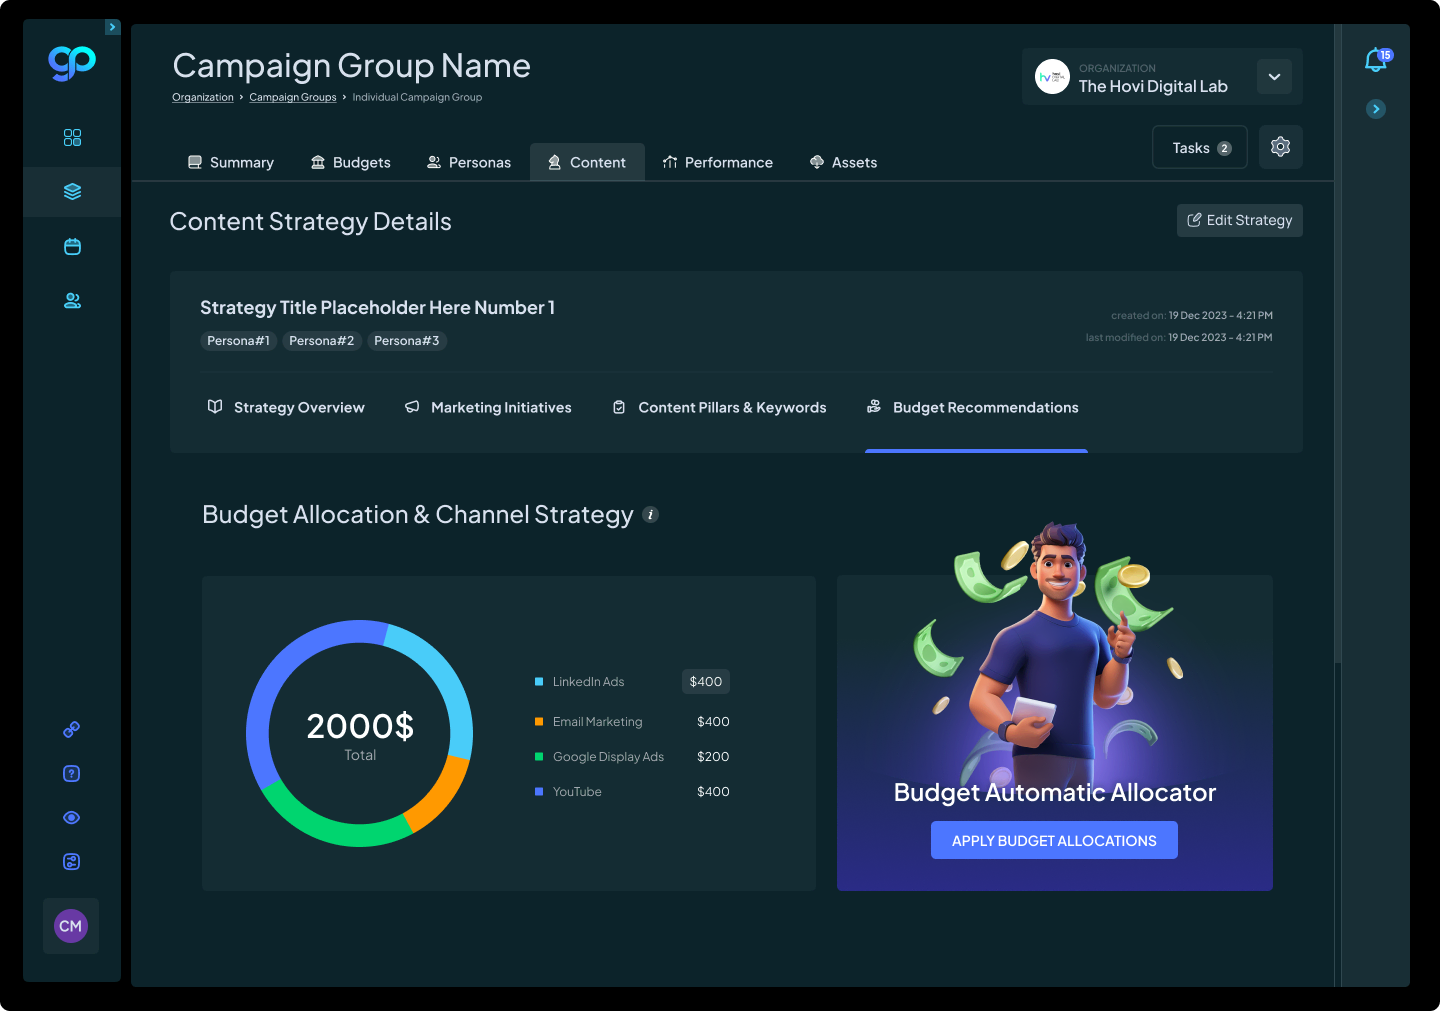 gp
Campaign Group Name
Organization > Campaign Groups > Individual Campaign Group
ORGANIZATION
The Hovi Digital Lab
15
Summary
Budgets
Personas
Content
Performance
Assets
Tasks 2
Content Strategy Details
Edit Strategy
Strategy Title Placeholder Here Number 1
Persona#1 Persona#2 Persona#3
created on: 19 Dec 2023 - 4:21 PM
last modified on: 19 Dec 2023 - 4:21 PM
Strategy Overview
Marketing Initiatives
Content Pillars & Keywords
Budget Recommendations
Budget Allocation & Channel Strategy i
2000$
Total
LinkedIn Ads $400
Email Marketing $400
Google Display Ads $200
YouTube $400
Budget Automatic Allocator
APPLY BUDGET ALLOCATIONS
?
CM